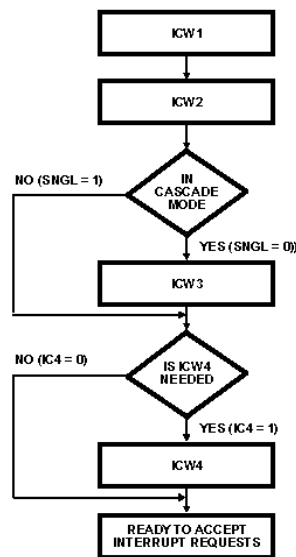 ICW1
ICW2
IN
CASCADE
MODE
NO (SNGL = 1)
YES (SNGL = 0))
ICW3
NO (IC4 = 0)
IS ICW4
NEEDED
YES (IC4 = 1)
ICW4
READY TO ACCEPT
INTERRUPT REQUESTS